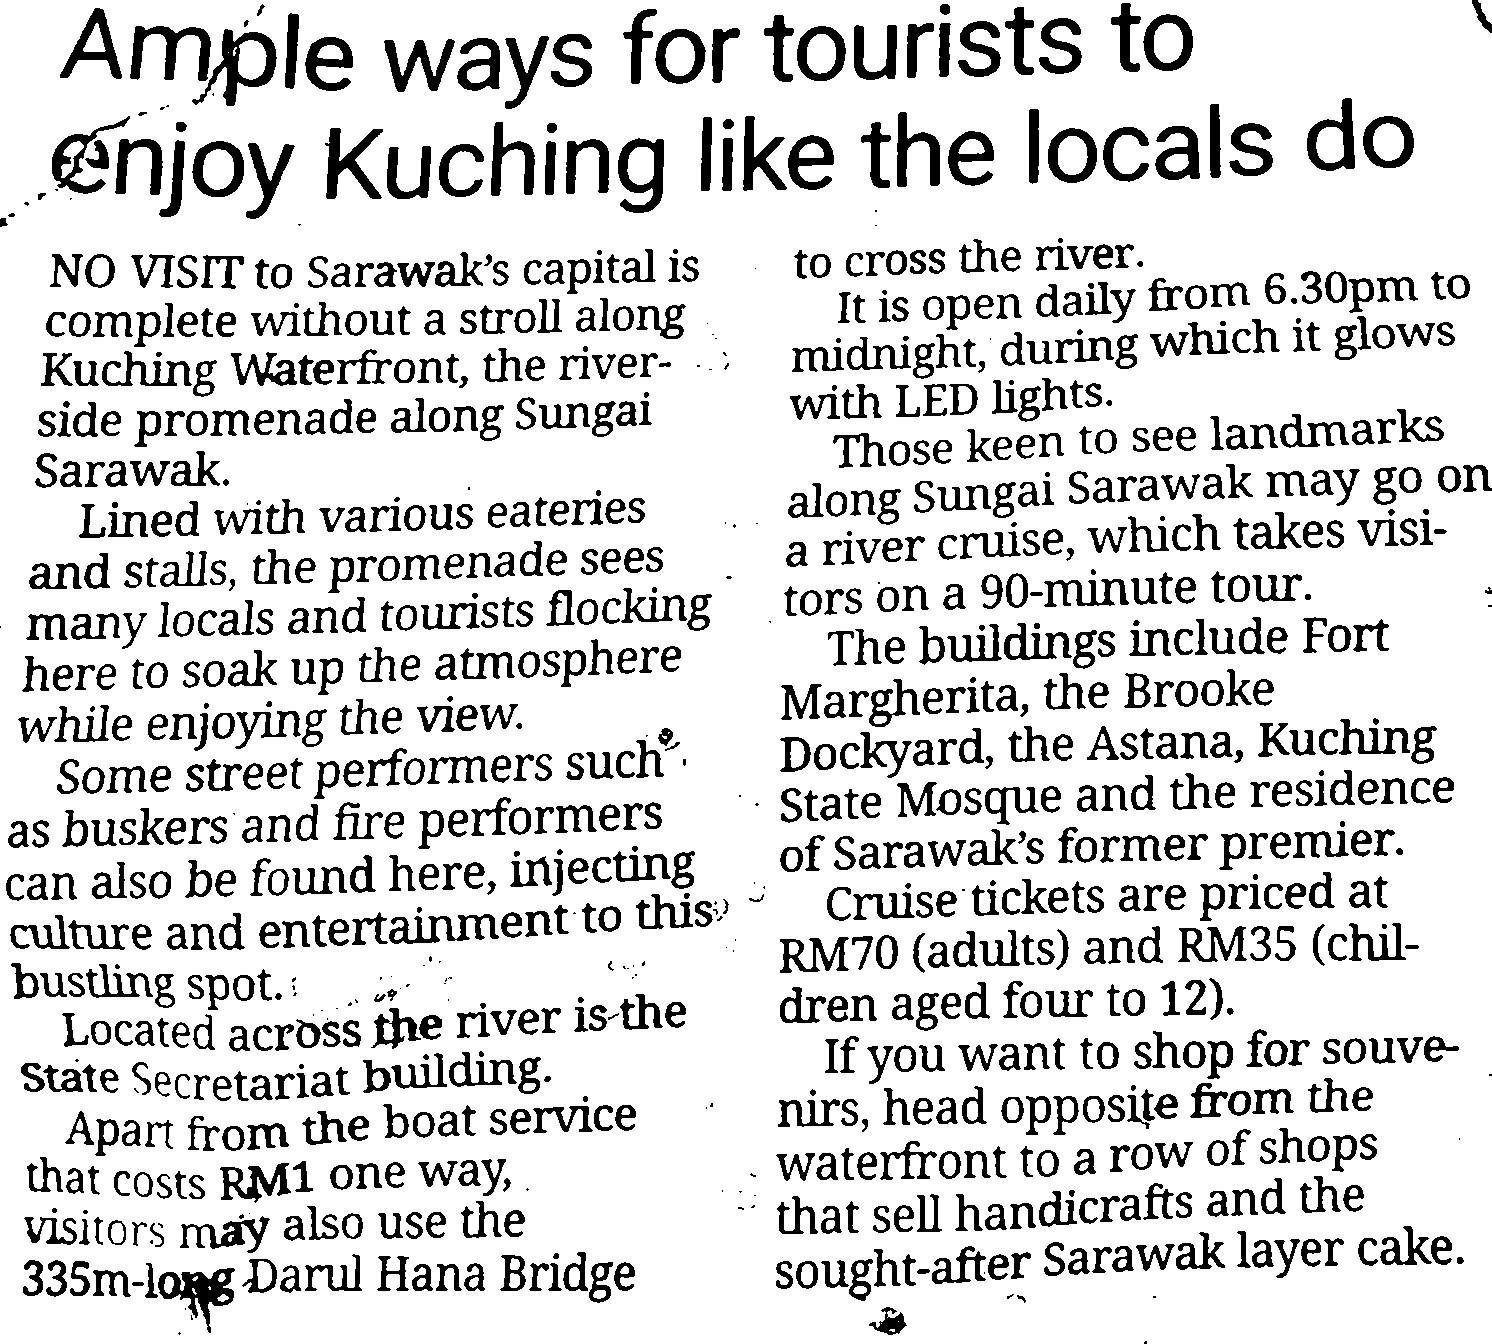 Ample ways for tourists to
enjoy Kuching like the locals do
NO VISIT to Sarawak's capital is
complete without a stroll along
Kuching Waterfront, the river-
side promenade along Sungai
Sarawak.
Lined with various eateries
and stalls, the promenade sees
many locals and tourists flocking
here to soak up the atmosphere
while enjoying the view.
Some street performers such
as buskers and fire performers
can also be found here, injecting
culture and entertainment to this
bustling spot.
Located across the river is the
State Secretariat building.
Apart from the boat service
that costs RM1 one way,
visitors may also use the
335m-long Darul Hana Bridge
to cross the river.
It is open daily from 6.30pm to
midnight, during which it glows
with LED lights.
Those keen to see landmarks
along Sungai Sarawak may go on
a river cruise, which takes visi-
tors on a 90-minute tour.
The buildings include Fort
Margherita, the Brooke
Dockyard, the Astana, Kuching
State Mosque and the residence
of Sarawak's former premier.
Cruise tickets are priced at
RM70 (adults) and RM35 (chil-
dren aged four to 12).
If you want to shop for souve-
nirs, head opposite from the
waterfront to a row of shops
that sell handicrafts and the
sought-after Sarawak layer cake.